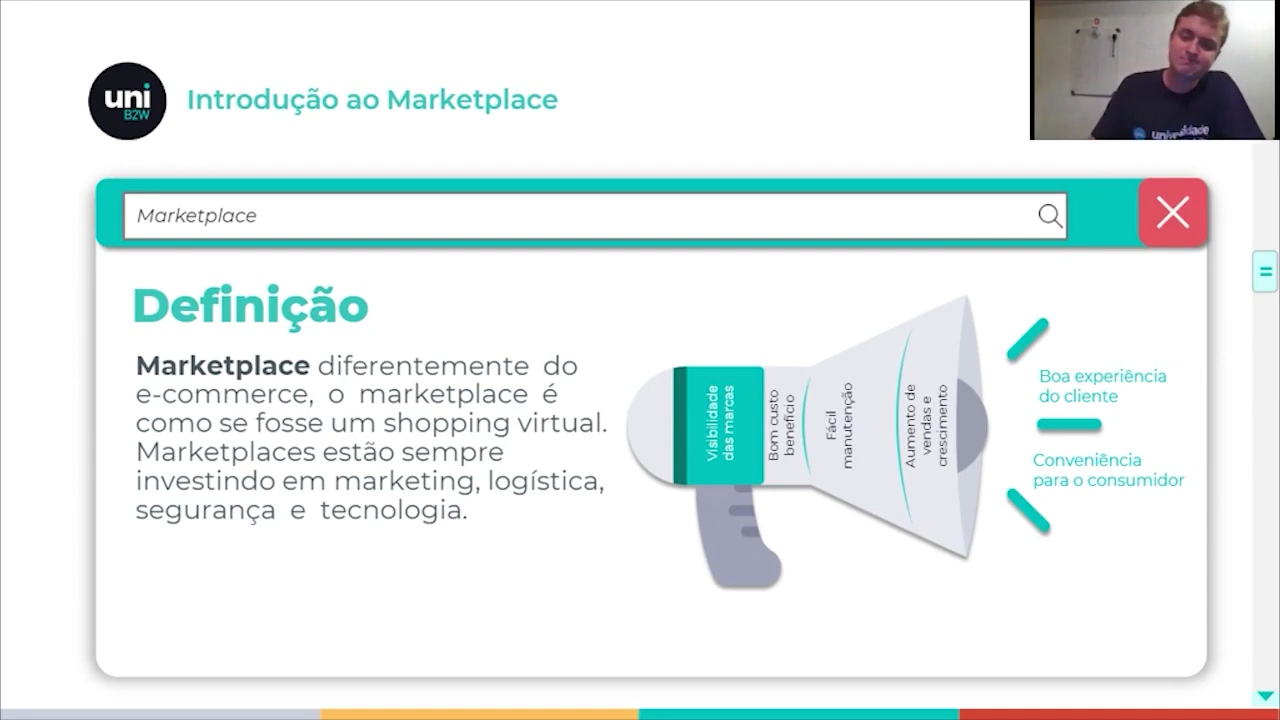 uni
B2W
Introdução ao Marketplace
Marketplace
Definição
Marketplace diferentemente do
e-commerce, o marketplace é
como se fosse um shopping virtual.
Marketplaces estão sempre
investindo em marketing, logística,
segurança e tecnologia.
Visibilidade
das marcas
Bom custo
benefício
Fácil
manutenção
Aumento de
vendas e
crescimento
Boa experiência
do cliente
Conveniência
para o consumidor